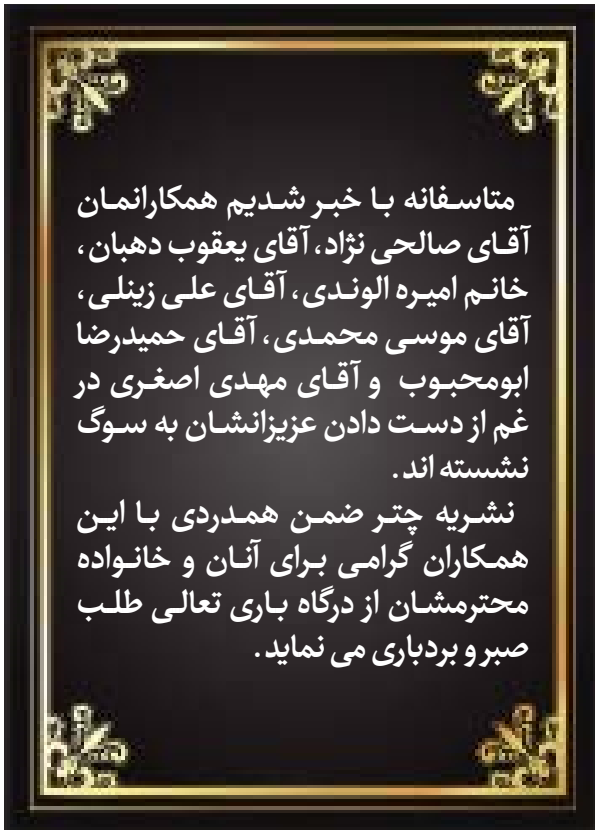 متاسفانه با خبر شدیم همکارانمان
آقای صالحی نژاد، آقای یعقوب دهبان،
خانم امیره الوندی، آقای علی زینلی،
آقای موسی محمدی، آقای حمیدرضا
ابومحبوب و آقای مهدی اصغری در
غم از دست دادن عزیزانشان به سوگ
نشسته اند.
نشریه چتر ضمن همدردی با این
همکاران گرامی برای آنان و خانواده
محترمشان از درگاه باری تعالی طلب
صبر و بردباری می نماید.